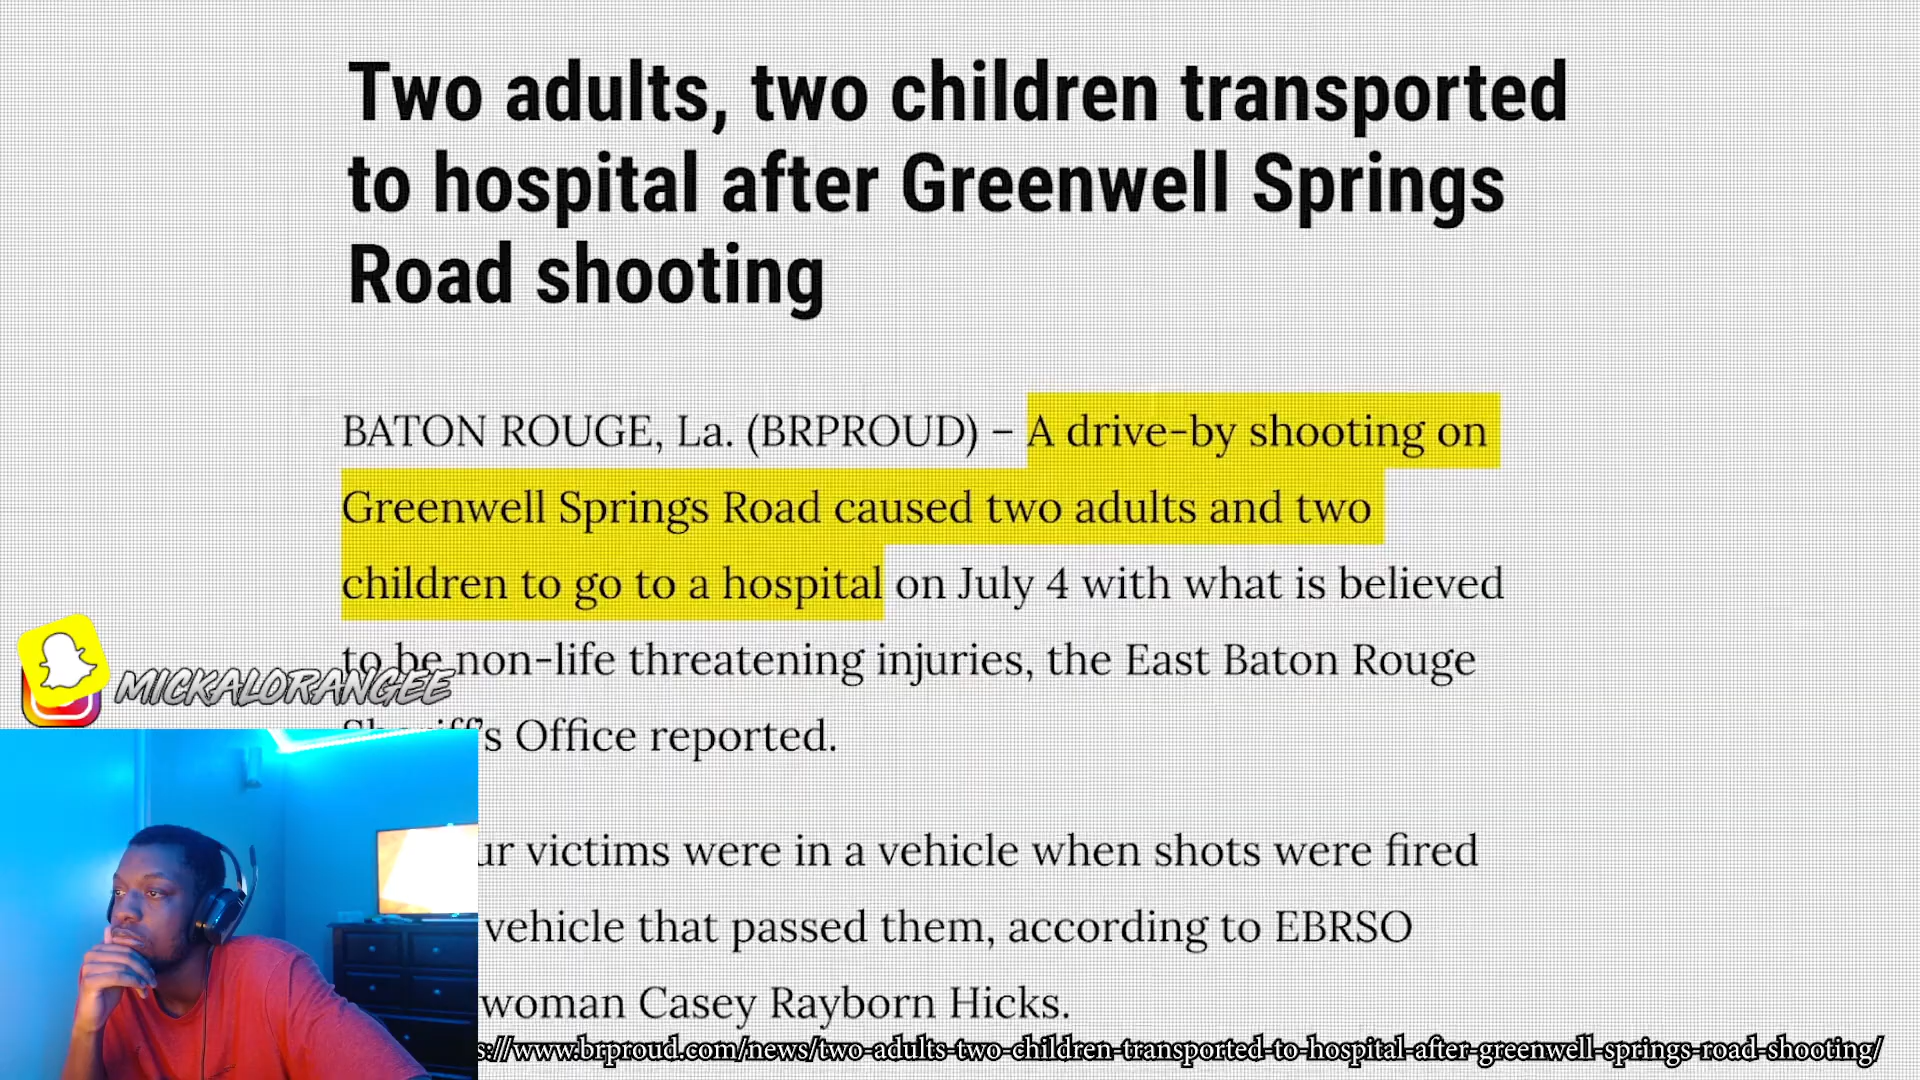 Two adults, two children transported
to hospital after Greenwell Springs
Road shooting
BATON ROUGE, La. (BRPROUD) – A drive-by shooting on
Greenwell Springs Road caused two adults and two
children to go to a hospital on July 4 with what is believed
to be non-life threatening injuries, the East Baton Rouge
MICKALORANGEE
Sheriff's Office reported.
ur victims were in a vehicle when shots were fired
vehicle that passed them, according to EBRSO
woman Casey Rayborn Hicks.
s://www.brproud.com/news/two-adults-two-children-transported-to-hospital-after-greenwell-springs-road-shooting/